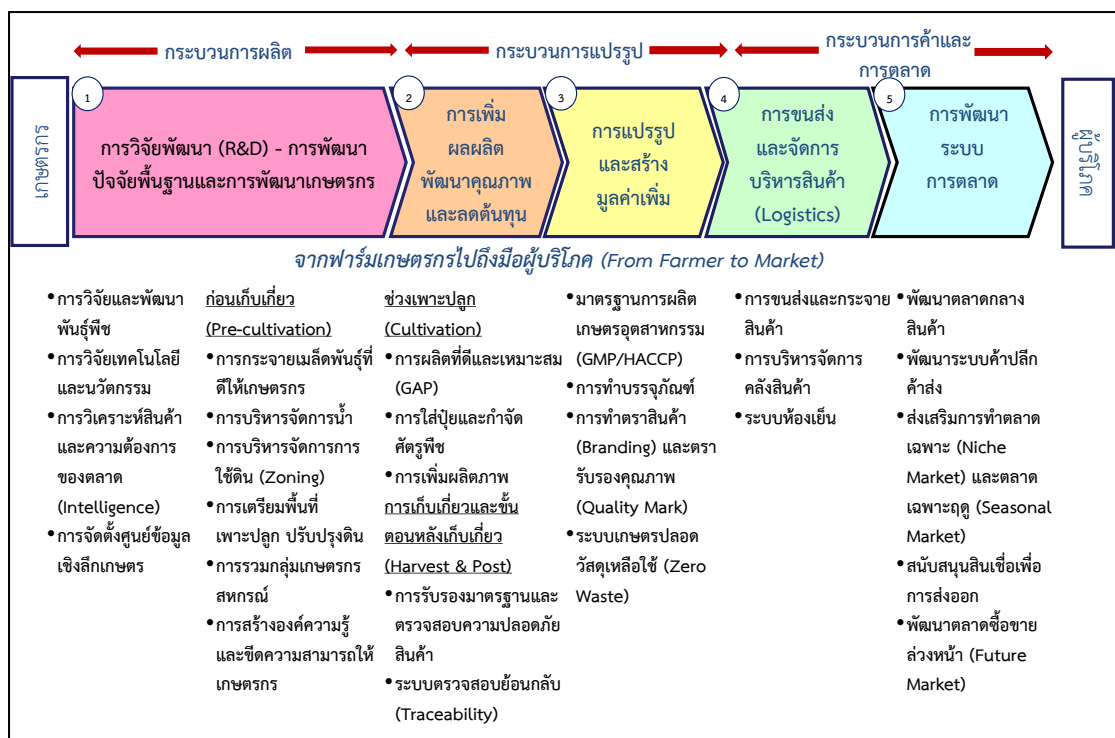 กระบวนการผลิต
กระบวนการแปรรูป
กระบวนการค้าและ
การตลาด
เกษตรกร
1
การวิจัยพัฒนา (R&D) - การพัฒนา
ปัจจัยพื้นฐานและการพัฒนาเกษตรกร
2
การเพิ่ม
ผลผลิต
พัฒนาคุณภาพ
และลดต้นทุน
3
การแปรรูป
และสร้าง
มูลค่าเพิ่ม
4
การขนส่ง
และจัดการ
บริหารสินค้า
(Logistics)
5
การพัฒนา
ระบบ
การตลาด
ผู้บริโภค
จากฟาร์มเกษตรกรไปถึงมือผู้บริโภค (From Farmer to Market)
•การวิจัยและพัฒนา
พันธุ์พืช
•การวิจัยเทคโนโลยี
และนวัตกรรม
•การวิเคราะห์สินค้า
และความต้องการ
ของตลาด
(Intelligence)
•การจัดตั้งศูนย์ข้อมูล
เชิงลึกเกษตร
ก่อนเก็บเกี่ยว
(Pre-cultivation)
•การกระจายเมล็ดพันธุ์ที่
ดีให้เกษตรกร
•การบริหารจัดการน้ำ
•การบริหารจัดการการ
ใช้ดิน (Zoning)
•การเตรียมพื้นที่
เพาะปลูก ปรับปรุงดิน
•การรวมกลุ่มเกษตรกร
สหกรณ์
•การสร้างองค์ความรู้
และขีดความสามารถให้
เกษตรกร
ช่วงเพาะปลูก
(Cultivation)
•การผลิตที่ดีและเหมาะสม
(GAP)
•การใส่ปุ๋ยและกำจัด
ศัตรูพืช
•การเพิ่มผลิตภาพ
การเก็บเกี่ยวและขั้น
ตอนหลังเก็บเกี่ยว
(Harvest & Post)
•การรับรองมาตรฐานและ
ตรวจสอบความปลอดภัย
สินค้า
•ระบบตรวจสอบย้อนกลับ
(Traceability)
•มาตรฐานการผลิต
เกษตรอุตสาหกรรม
(GMP/HACCP)
•การทำบรรจุภัณฑ์
•การทำตราสินค้า
(Branding) และตรา
รับรองคุณภาพ
(Quality Mark)
•ระบบเกษตรปลอด
วัสดุเหลือใช้ (Zero
Waste)
•การขนส่งและกระจาย
สินค้า
•การบริหารจัดการ
คลังสินค้า
•ระบบห้องเย็น
•พัฒนาตลาดกลาง
สินค้า
•พัฒนาระบบค้าปลีก
ค้าส่ง
•ส่งเสริมการทำตลาด
เฉพาะ (Niche
Market) และตลาด
เฉพาะฤดู (Seasonal
Market)
•สนับสนุนสินเชื่อเพื่อ
การส่งออก
•พัฒนาตลาดซื้อขาย
ล่วงหน้า (Future
Market)